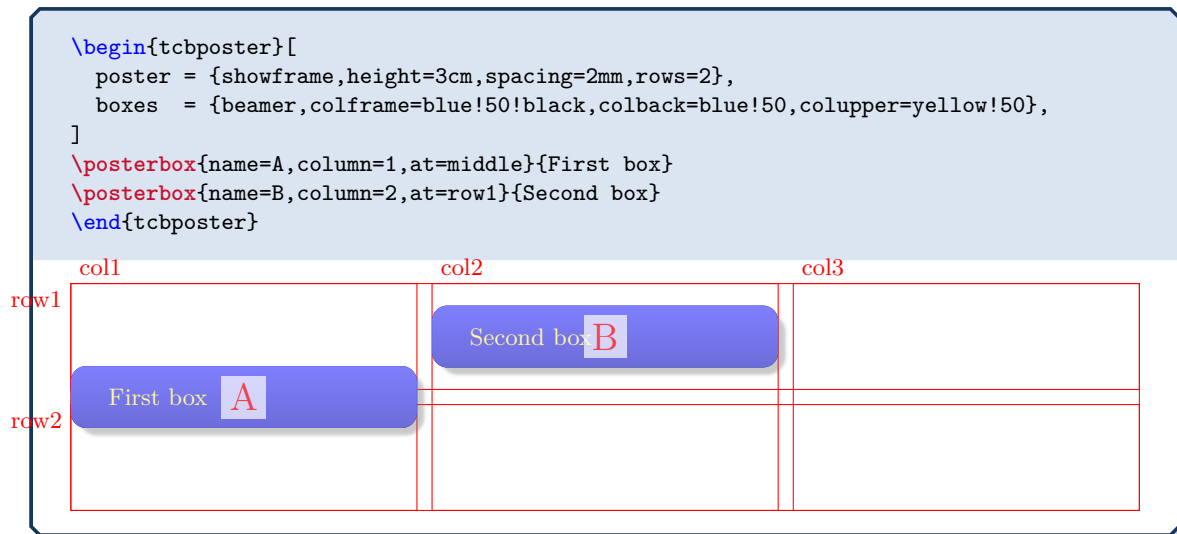 \begin{tcbposter}[
  poster = {showframe,height=3cm,spacing=2mm,rows=2},
  boxes  = {beamer,colframe=blue!50!black,colback=blue!50,colupper=yellow!50},
]
\posterbox{name=A,column=1,at=middle}{First box}
\posterbox{name=B,column=2,at=row1}{Second box}
\end{tcbposter}
col1 col2 col3
row1
Second box B
First box A
row2